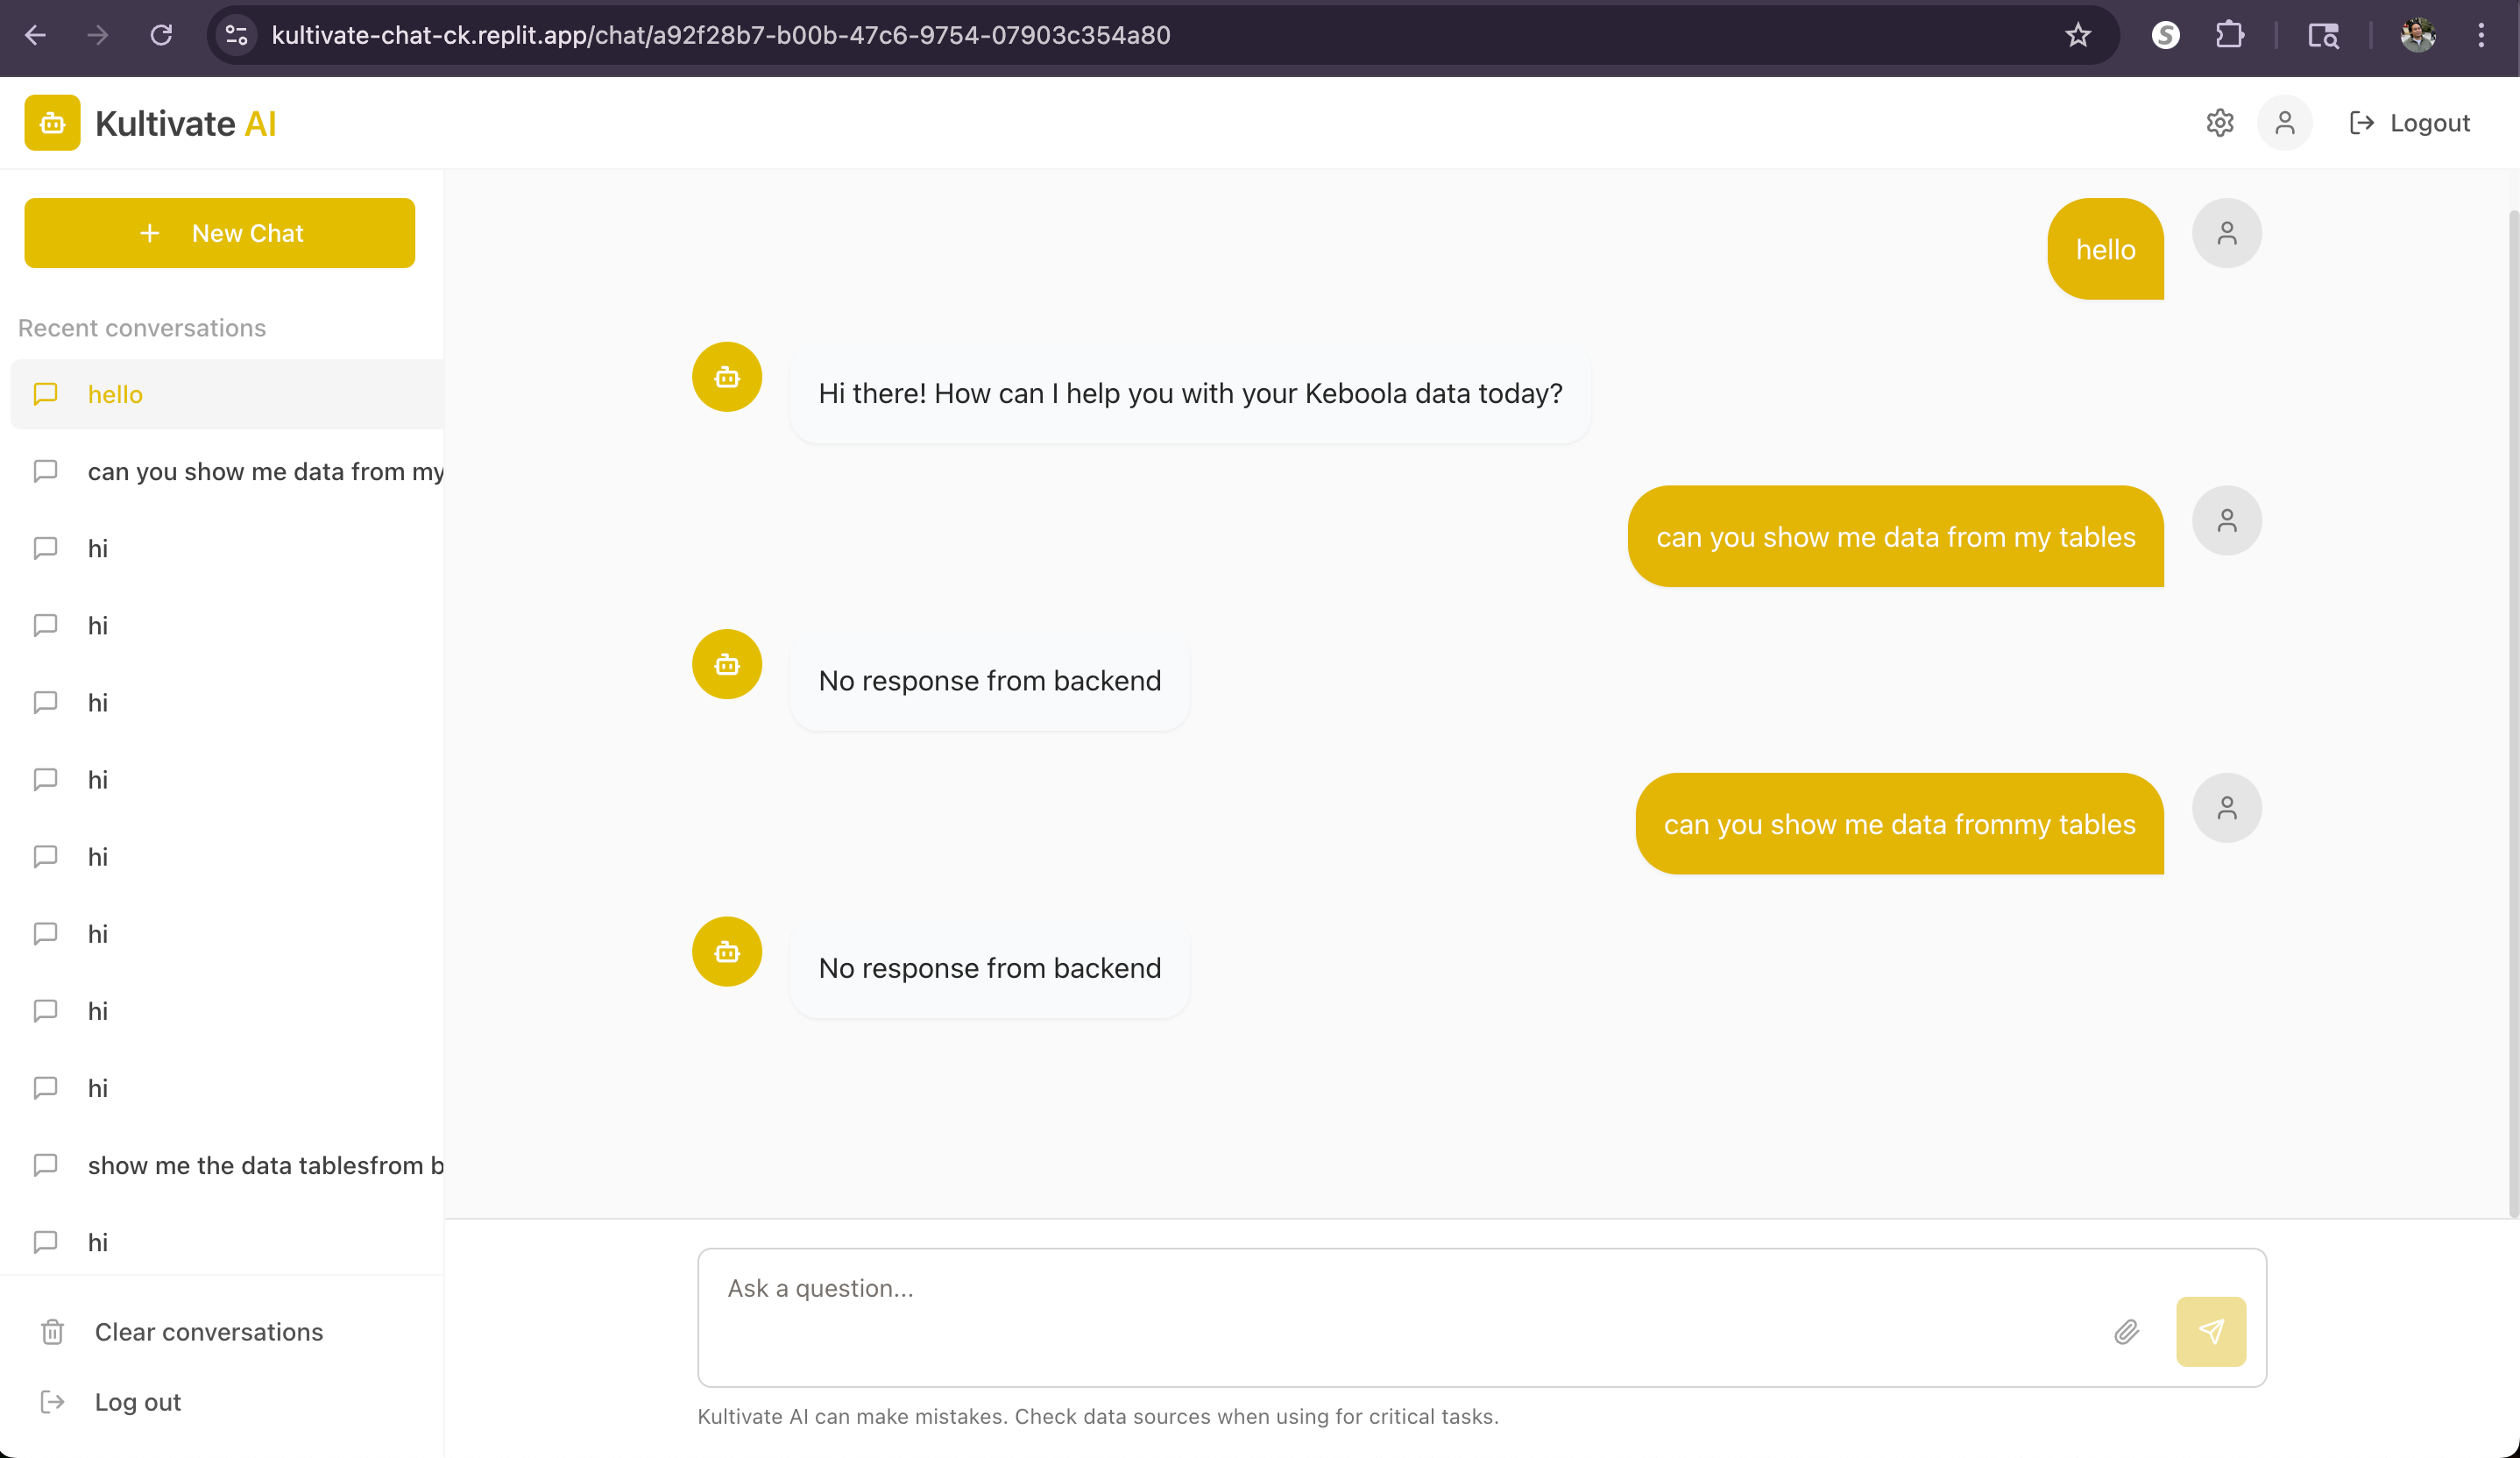 kultivate-chat-ck.replit.app/chat/a92f28b7-b00b-47c6-9754-07903c354a80
S
Kultivate AI
Logout
New Chat
Recent conversations
hello
can you show me data from my
hi
hi
hi
hi
hi
hi
hi
hi
show me the data tablesfrom b
hi
Clear conversations
Log out
hello
Hi there! How can I help you with your Keboola data today?
can you show me data from my tables
No response from backend
can you show me data frommy tables
No response from backend
Ask a question...
Kultivate AI can make mistakes. Check data sources when using for critical tasks.